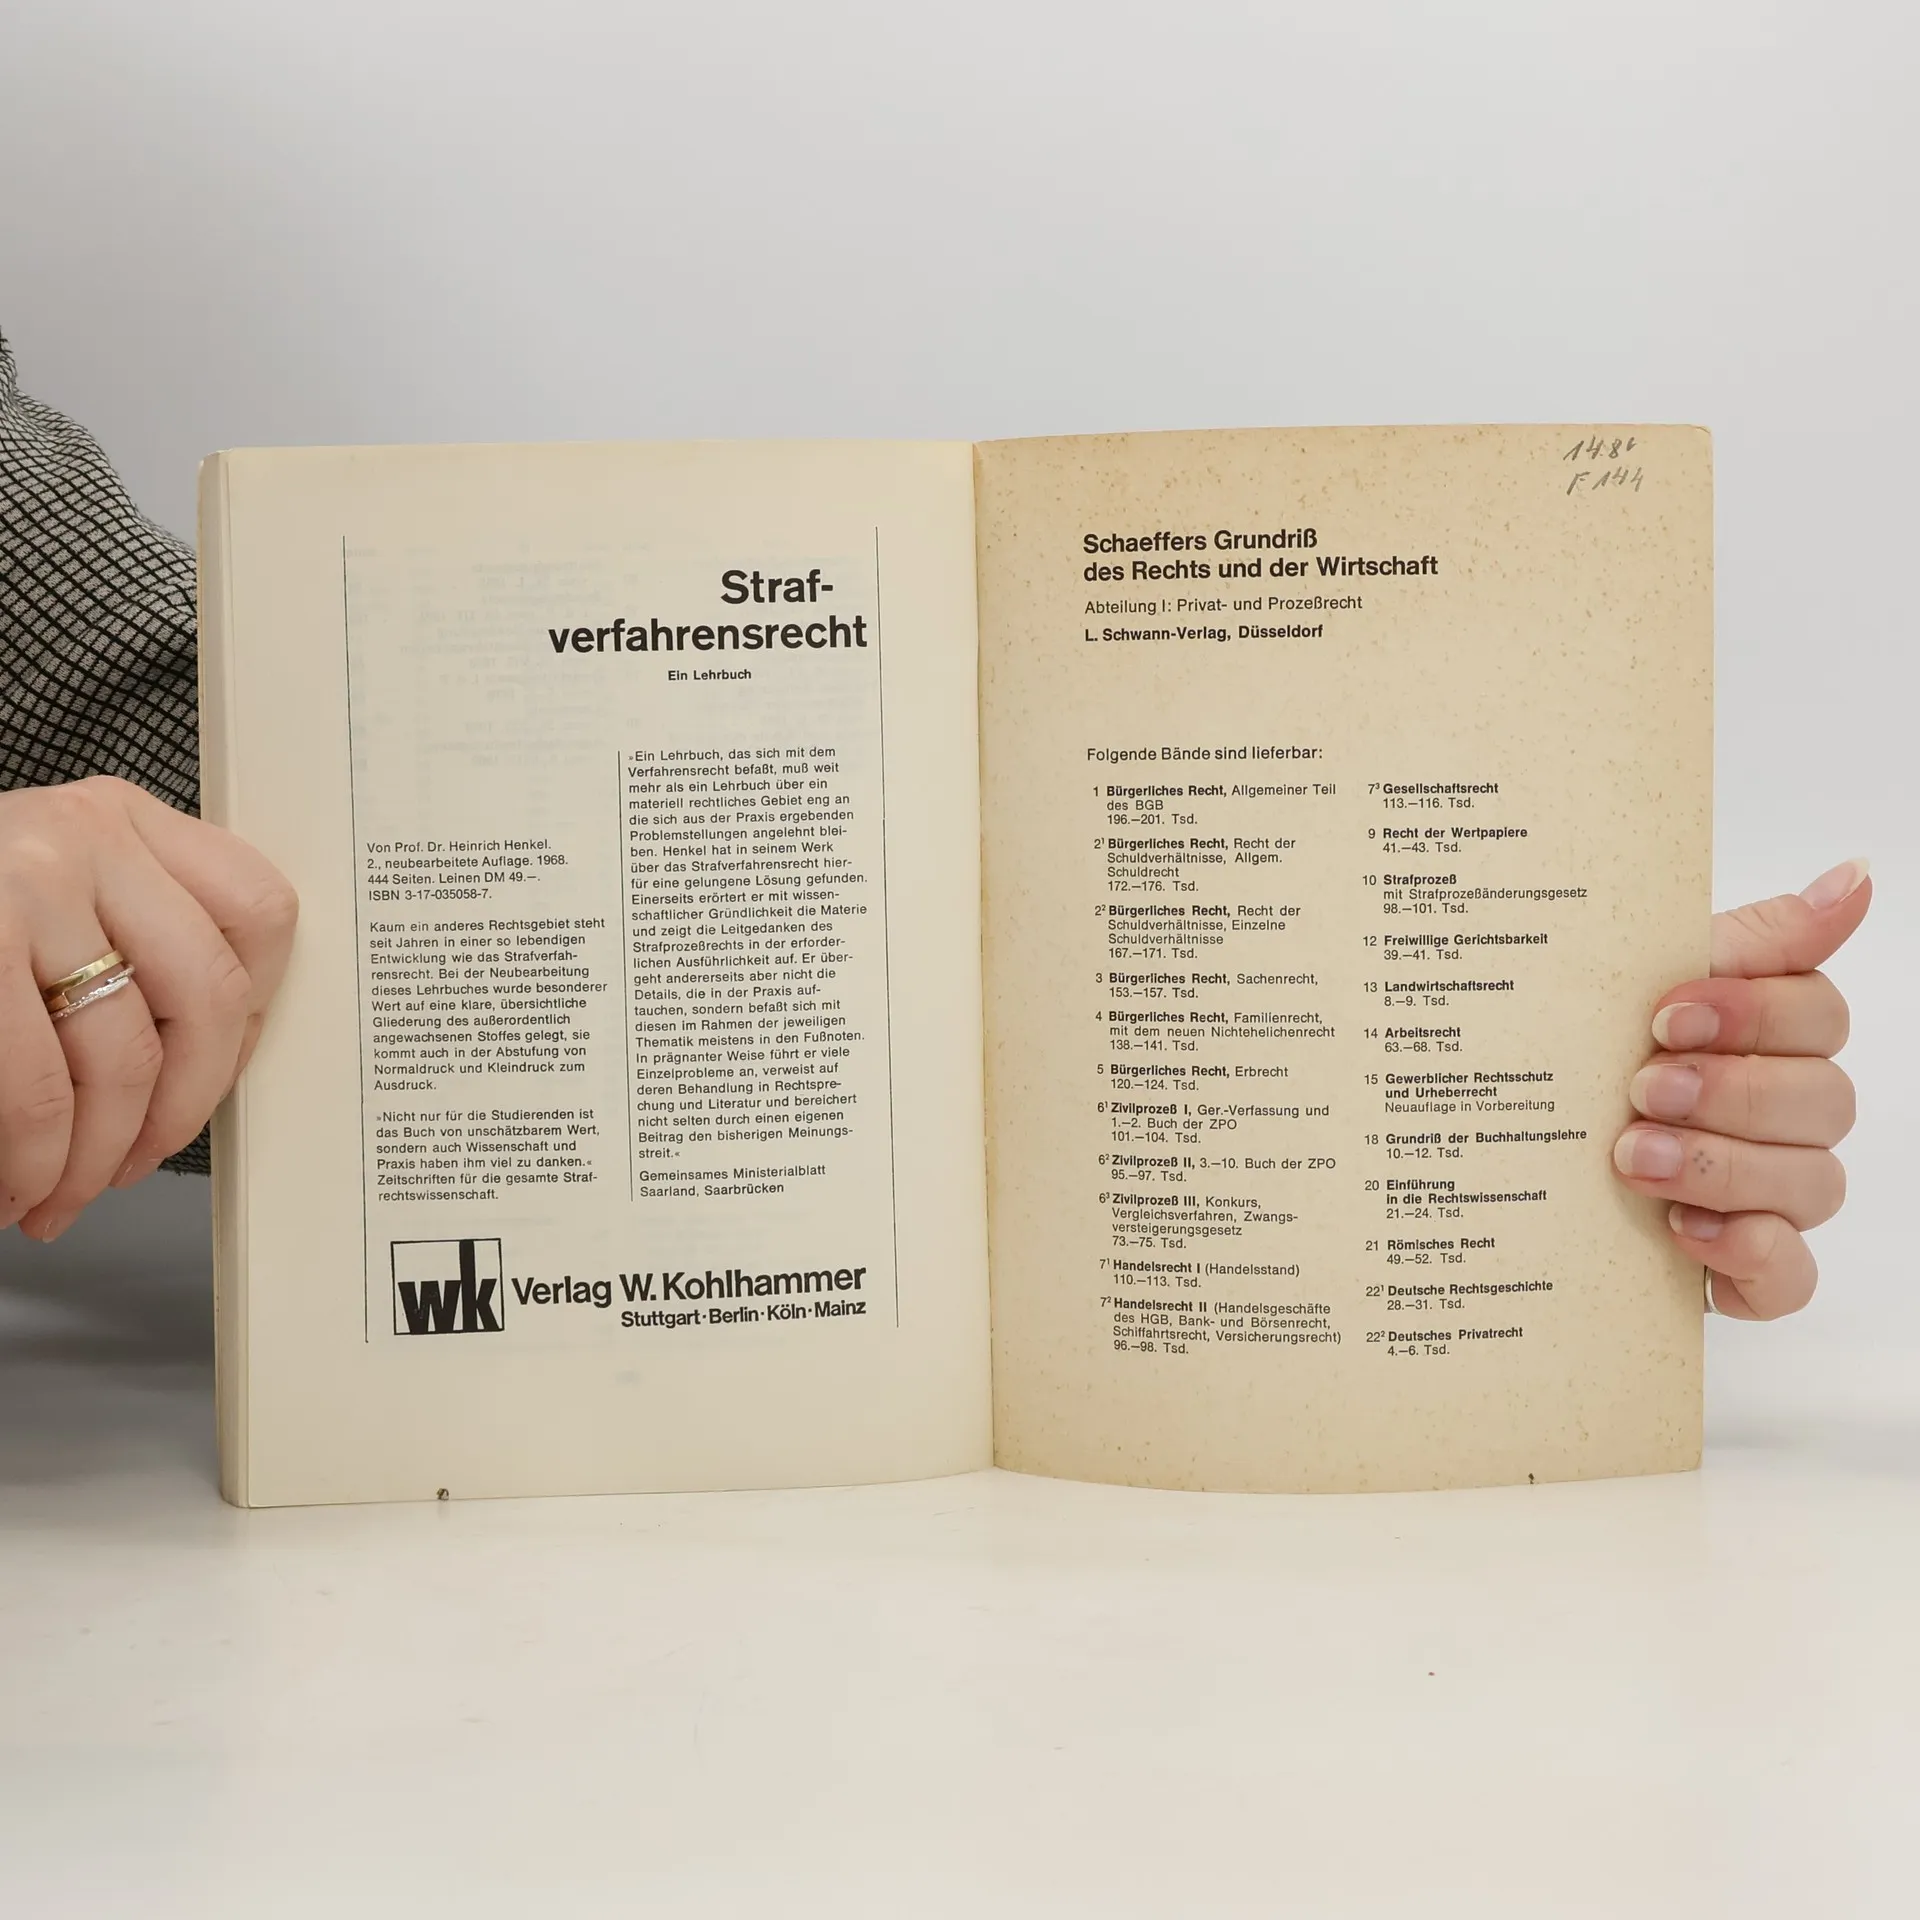 Straf-
verfahrensrecht
Ein Lehrbuch
Von Prof. Dr. Heinrich Henkel.
2., neubearbeitete Auflage. 1968.
444 Seiten. Leinen DM 49.—.
ISBN 3-17-035058-7.
Kaum ein anderes Rechtsgebiet steht
seit Jahren in einer so lebendigen
Entwicklung wie das Strafverfah-
rensrecht. Bei der Neubearbeitung
dieses Lehrbuches wurde besonderer
Wert auf eine klare, übersichtliche
Gliederung des außerordentlich
angewachsenen Stoffes gelegt, sie
kommt auch in der Abstufung von
Normaldruck und Kleindruck zum
Ausdruck.
»Nicht nur für die Studierenden ist
das Buch von unschätzbarem Wert,
sondern auch Wissenschaft und
Praxis haben ihm viel zu danken.«
Zeitschriften für die gesamte Straf-
rechtswissenschaft.
»Ein Lehrbuch, das sich mit dem
Verfahrensrecht befaßt, muß weit
mehr als ein Lehrbuch über ein
materiell rechtliches Gebiet eng an
die sich aus der Praxis ergebenden
Problemstellungen angelehnt blei-
ben. Henkel hat in seinem Werk
über das Strafverfahrensrecht hier-
für eine gelungene Lösung gefunden.
Einerseits erörtert er mit wissen-
schaftlicher Gründlichkeit die Materie
und zeigt die Leitgedanken des
Strafprozeßrechts in der erforder-
lichen Ausführlichkeit auf. Er über-
geht andererseits aber nicht die
Details, die in der Praxis auf-
tauchen, sondern befaßt sich mit
diesen im Rahmen der jeweiligen
Thematik meistens in den Fußnoten.
In prägnanter Weise führt er viele
Einzelprobleme an, verweist auf
deren Behandlung in Rechtspre-
chung und Literatur und bereichert
nicht selten durch einen eigenen
Beitrag den bisherigen Meinungs-
streit.«
Gemeinsames Ministerialblatt
Saarland, Saarbrücken
wk Verlag W. Kohlhammer
Stuttgart·Berlin·Köln·Mainz
F 144
Schaeffers Grundriß
des Rechts und der Wirtschaft
Abteilung I: Privat- und Prozeßrecht
L. Schwann-Verlag, Düsseldorf
Folgende Bände sind lieferbar:
1 Bürgerliches Recht, Allgemeiner Teil
des BGB
196.—201. Tsd.
2¹ Bürgerliches Recht, Recht der
Schuldverhältnisse, Allgem.
Schuldrecht
172.—176. Tsd.
2² Bürgerliches Recht, Recht der
Schuldverhältnisse, Einzelne
Schuldverhältnisse
167.—171. Tsd.
3 Bürgerliches Recht, Sachenrecht,
153.—157. Tsd.
4 Bürgerliches Recht, Familienrecht,
mit dem neuen Nichtehelichenrecht
138.—141. Tsd.
5 Bürgerliches Recht, Erbrecht
120.—124. Tsd.
6¹ Zivilprozeß I, Ger.-Verfassung und
1.—2. Buch der ZPO
101.—104. Tsd.
6² Zivilprozeß II, 3.—10. Buch der ZPO
95.—97. Tsd.
6³ Zivilprozeß III, Konkurs,
Vergleichsverfahren, Zwangs-
versteigerungsgesetz
73.—75. Tsd.
7¹ Handelsrecht I (Handelsstand)
110.—113. Tsd.
7² Handelsrecht II (Handelsgeschäfte
des HGB, Bank- und Börsenrecht,
Schiffahrtsrecht, Versicherungsrecht)
96.—98. Tsd.
7³ Gesellschaftsrecht
113.—116. Tsd.
9 Recht der Wertpapiere
41.—43. Tsd.
10 Strafprozeß
mit Strafprozeßänderungsgesetz
98.—101. Tsd.
12 Freiwillige Gerichtsbarkeit
39.—41. Tsd.
13 Landwirtschaftsrecht
8.—9. Tsd.
14 Arbeitsrecht
63.—68. Tsd.
15 Gewerblicher Rechtsschutz
und Urheberrecht
Neuauflage in Vorbereitung
18 Grundriß der Buchhaltungslehre
10.—12. Tsd.
20 Einführung
in die Rechtswissenschaft
21.—24. Tsd.
21 Römisches Recht
49.—52. Tsd.
22¹ Deutsche Rechtsgeschichte
28.—31. Tsd.
22² Deutsches Privatrecht
4.—6. Tsd.